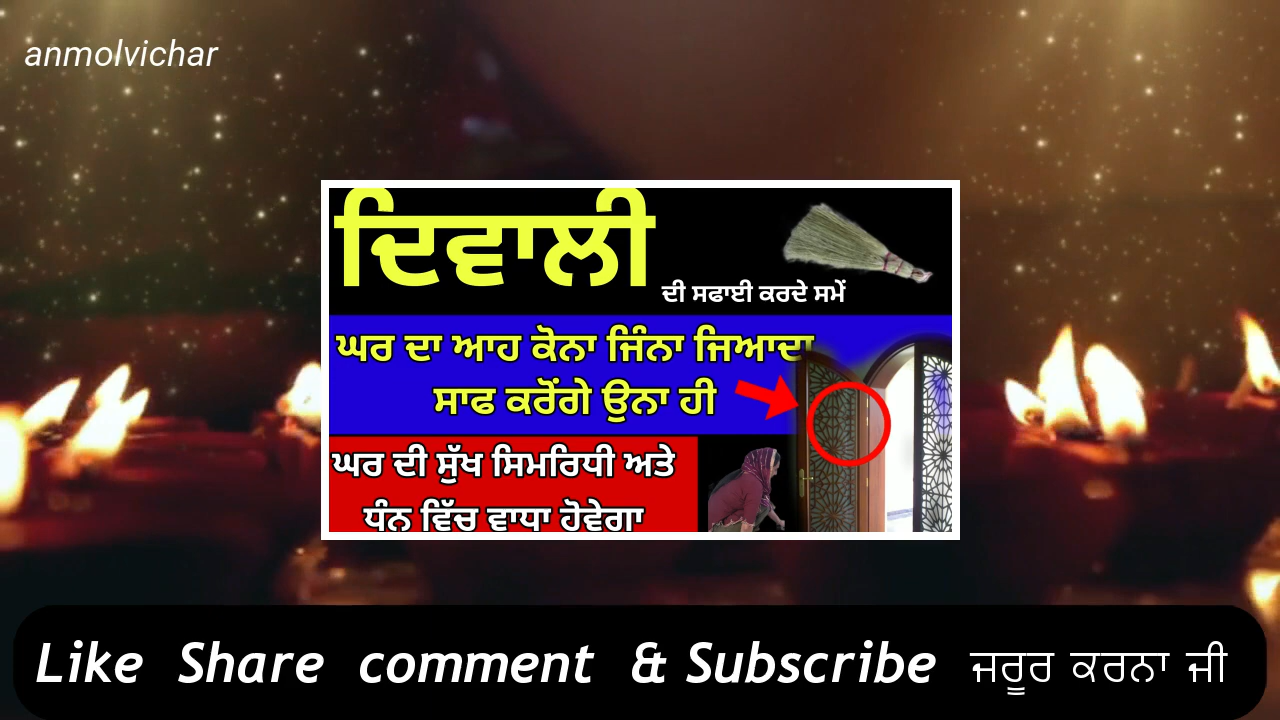 anmolvichar
ਦਿਵਾਲੀ
ਦੀ ਸਫਾਈ ਕਰਦੇ ਸਮੇਂ
ਘਰ ਦਾ ਆਹ ਕੋਨਾ ਜਿੰਨਾ ਜਿਆਦਾ
ਸਾਫ ਕਰੋਂਗੇ ਉਨਾ ਹੀ
ਘਰ ਦੀ ਸੁੱਖ ਸਿਮਰਿਧੀ ਅਤੇ
ਧੰਨ ਵਿੱਚ ਵਾਧਾ ਹੋਵੇਗਾ
Like Share comment & Subscribe ਜਰੂਰ ਕਰਨਾ ਜੀ